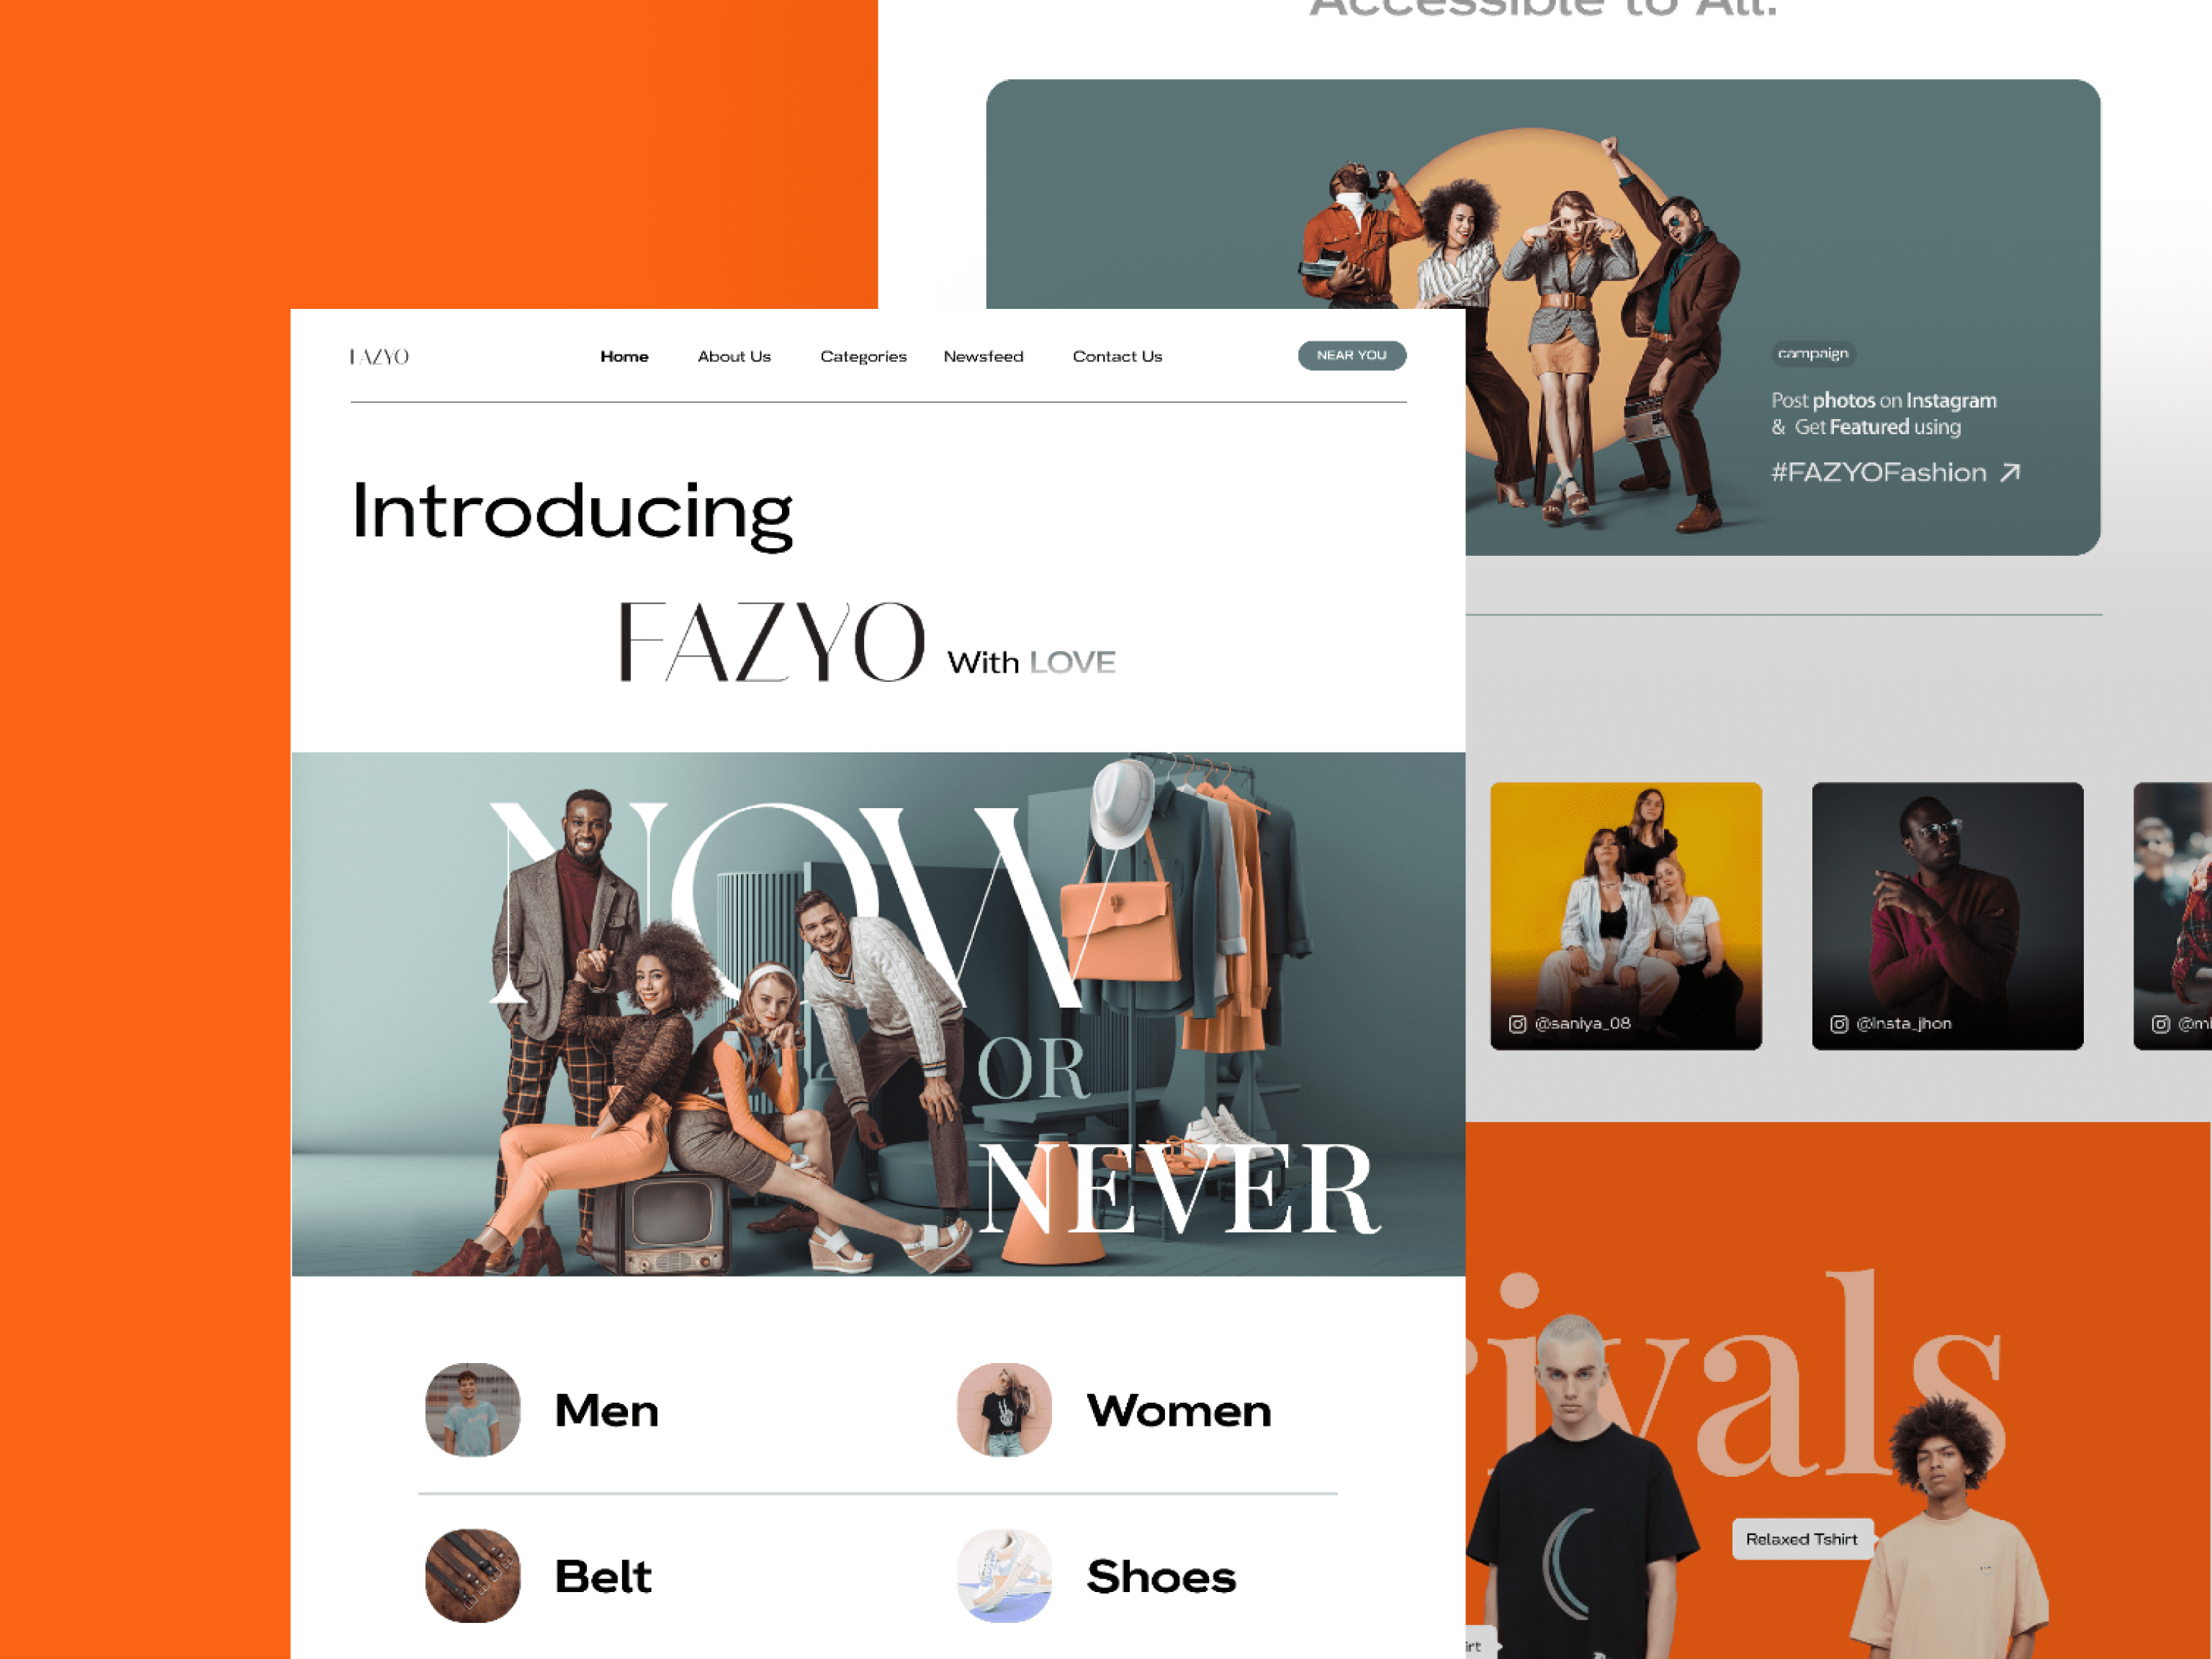 Accessible to All.
FAZYO
Home
About Us
Categories
Newsfeed
Contact Us
NEAR YOU
Introducing
FAZYO With LOVE
NOW
OR
NEVER
Men
Women
Belt
Shoes
campaign
Post photos on Instagram
& Get Featured using
#FAZYOFashion
@saniya_08
@insta_jhon
@mi
rivals
Relaxed Tshirt
irt